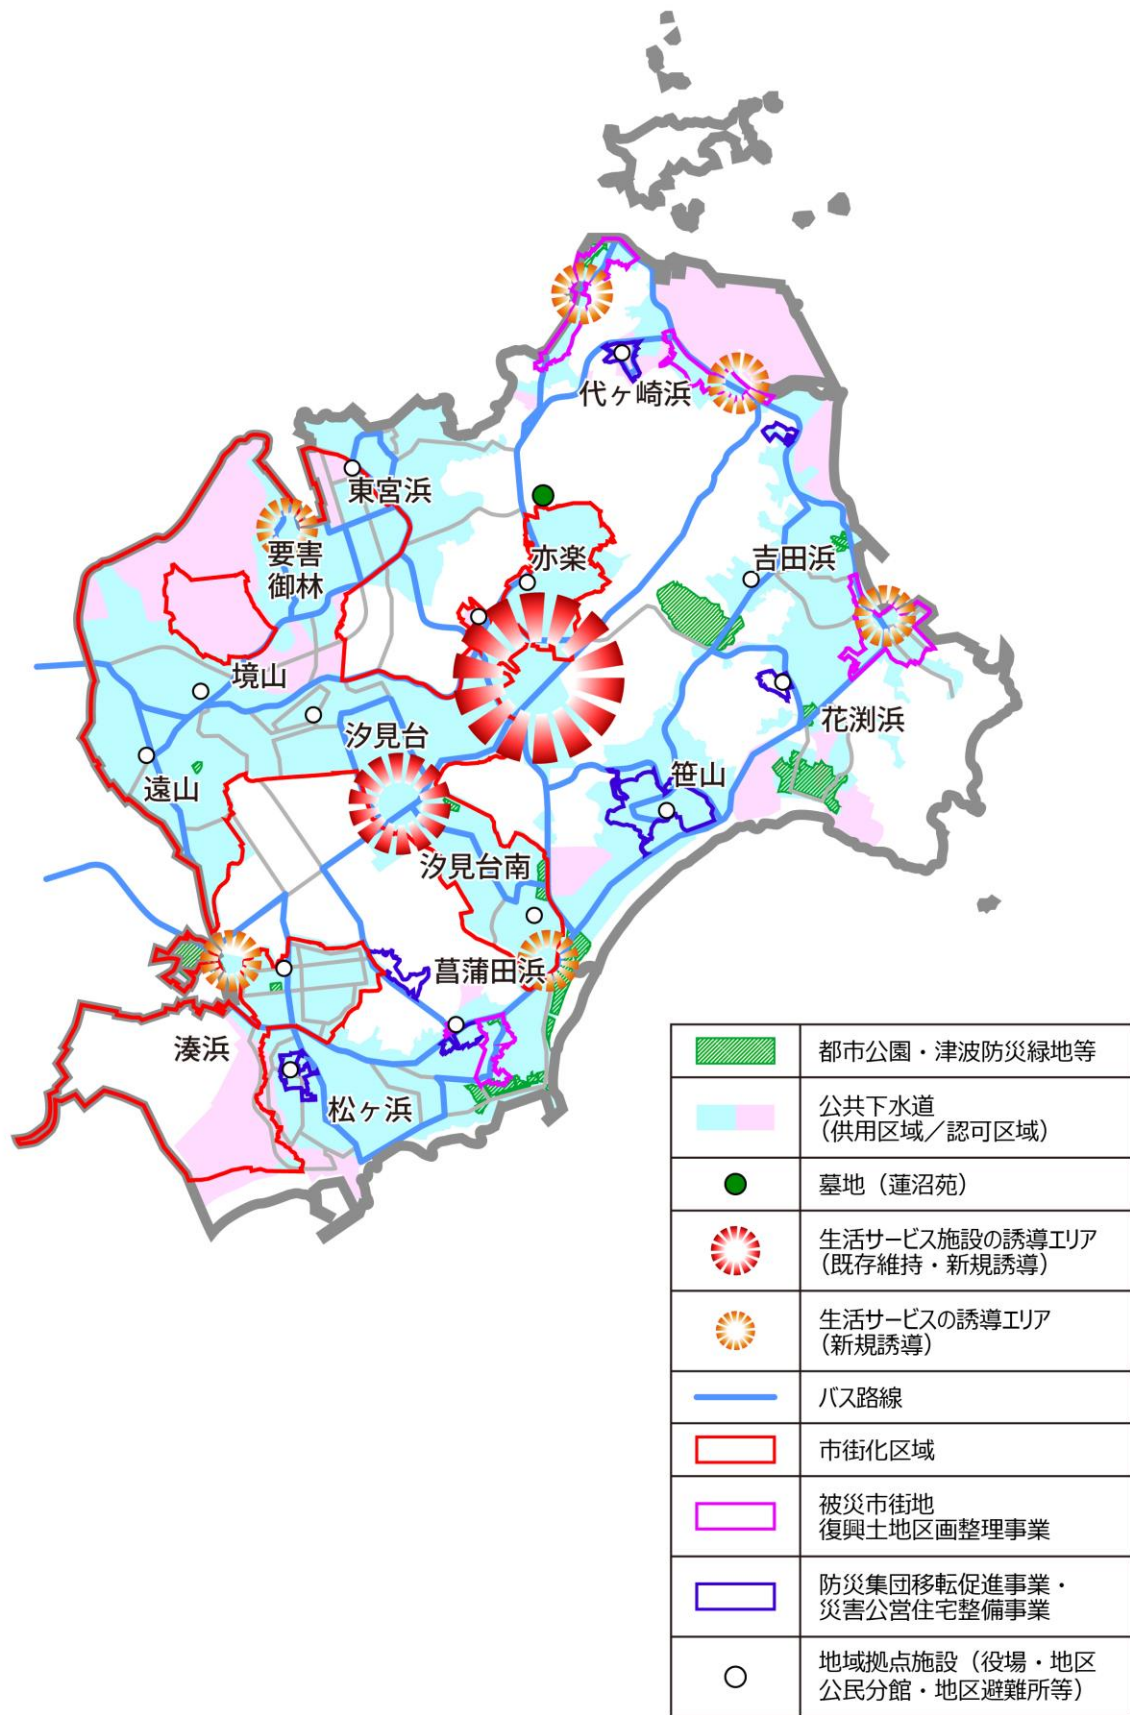 代ヶ崎浜
東宮浜
要害
御林
亦楽
吉田浜
境山
汐見台
花渕浜
遠山
笹山
汐見台南
菖蒲田浜
湊浜
松ヶ浜
都市公園・津波防災緑地等
公共下水道
（供用区域／認可区域）
墓地（蓮沼苑）
生活サービス施設の誘導エリア
（既存維持・新規誘導）
生活サービスの誘導エリア
（新規誘導）
バス路線
市街化区域
被災市街地
復興土地区画整理事業
防災集団移転促進事業・
災害公営住宅整備事業
地域拠点施設（役場・地区
公民分館・地区避難所等）